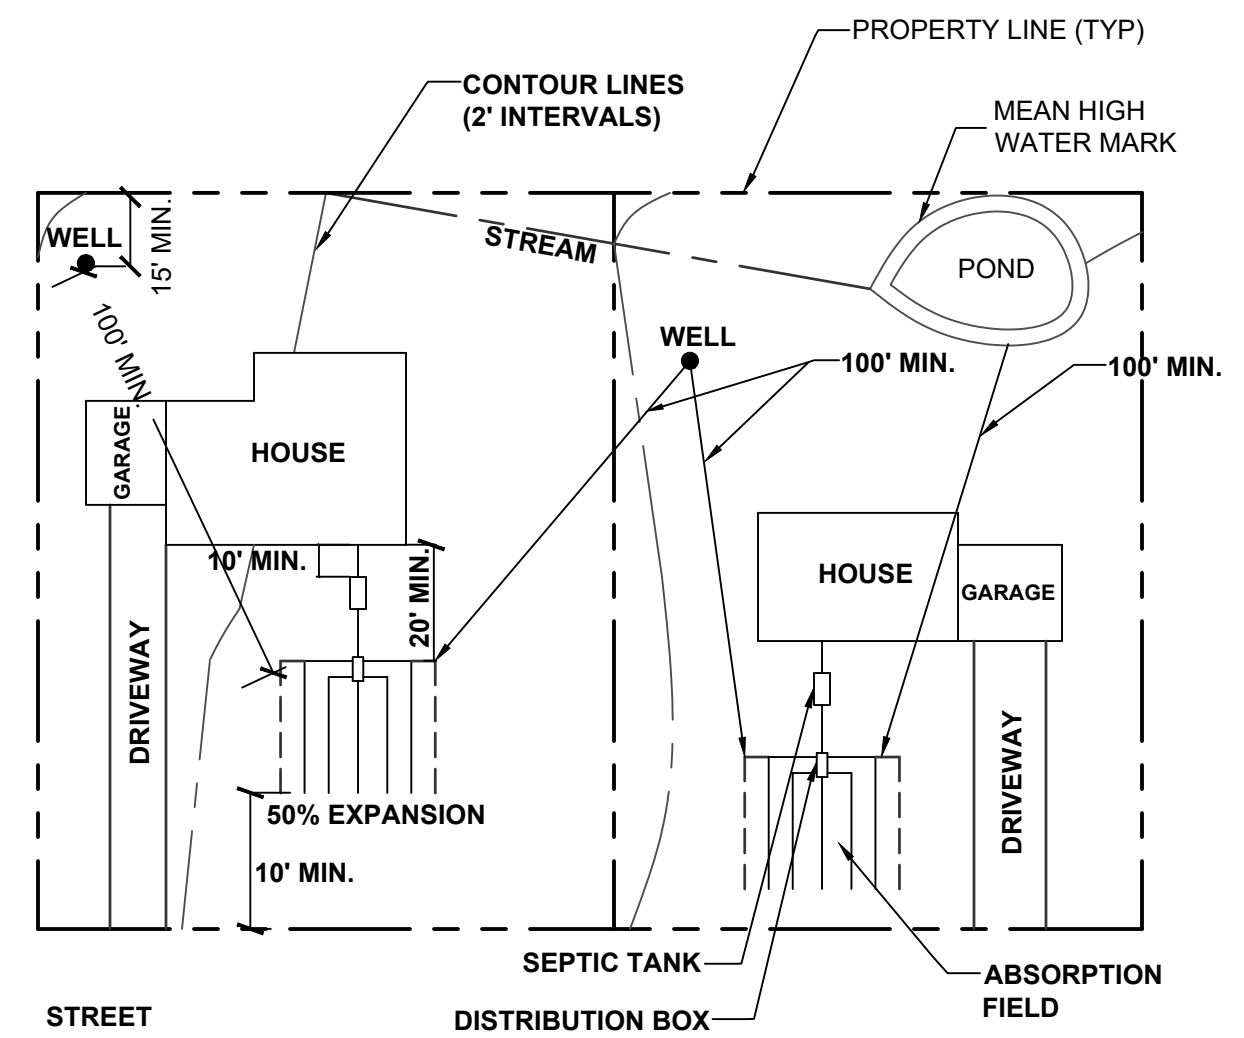 PROPERTY LINE (TYP)
CONTOUR LINES
(2' INTERVALS)
MEAN HIGH
WATER MARK
WELL
15' MIN.
STREAM
POND
100' MIN.
WELL
100' MIN.
100' MIN.
GARAGE
HOUSE
10' MIN.
20' MIN.
HOUSE
GARAGE
DRIVEWAY
DRIVEWAY
50% EXPANSION
10' MIN.
SEPTIC TANK
ABSORPTION
FIELD
STREET
DISTRIBUTION BOX